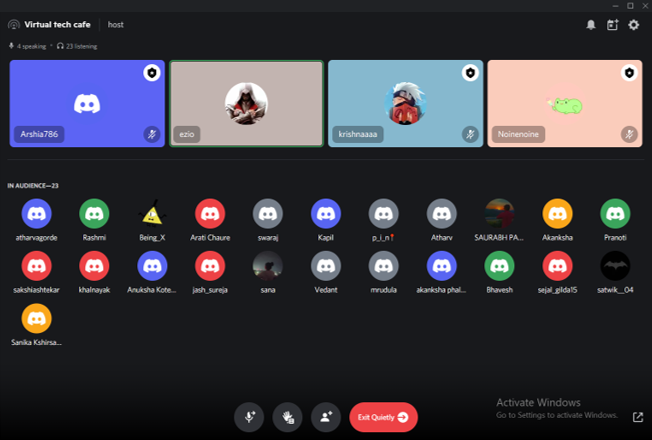 Virtual tech cafe host
4 speaking • 23 listening
Arshia786
ezio
krishnaaaa
Noinenoine
IN AUDIENCE—23
atharvagorde Rashmi Being_X Arati Chaure swaraj Kapil p_i_n Atharv SAURABH PA... Akanksha Pranoti
sakshiashtekar khalnayak Anuksha Kote... jash_sureja sana Vedant mrudula akanksha phal... Bhavesh sejal_gilda15 satwik__04
Sanika Kshirsa...
Exit Quietly
Activate Windows
Go to Settings to activate Windows.